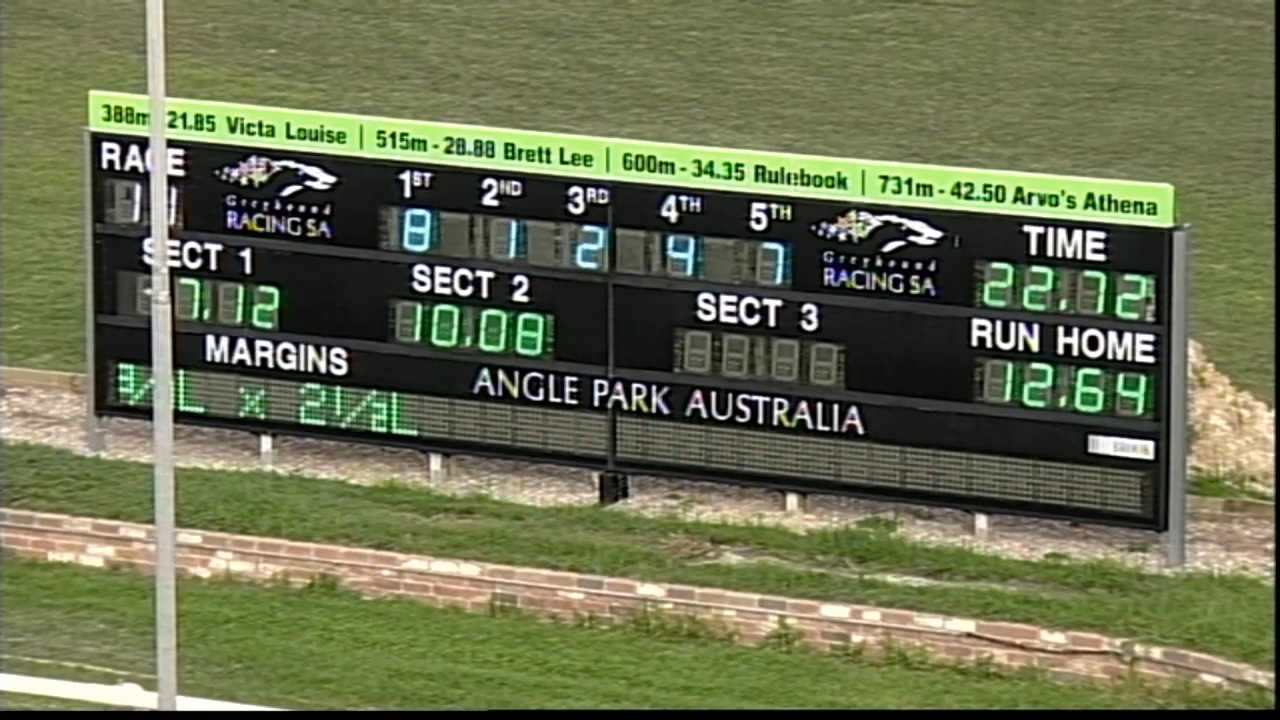 388m 21.85 Victa Louise | 515m - 28.88 Brett Lee | 600m - 34.35 Rulebook | 731m - 42.50 Arvo's Athena
RACE 1ST 2ND 3RD 4TH 5TH TIME
11 Greyhound RACING SA 8 1 2 4 7 Greyhound RACING SA 22.72
SECT 1 SECT 2 SECT 3 RUN HOME
7.12 10.08 12.64
MARGINS ANGLE PARK AUSTRALIA
L x 21/2L